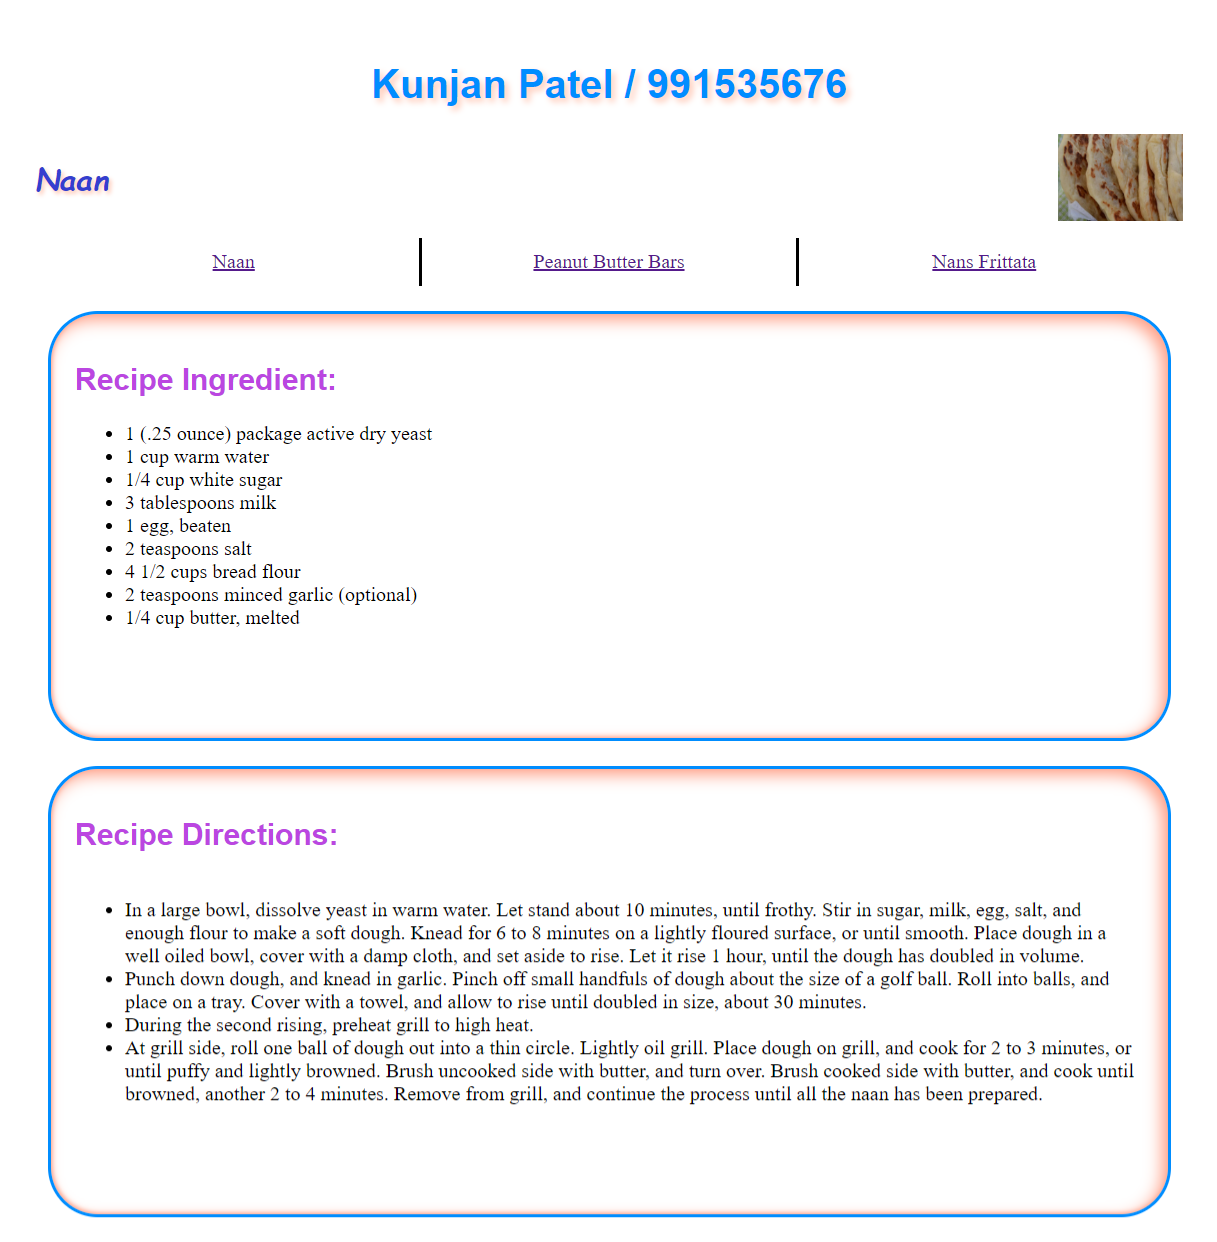 Kunjan Patel / 991535676
Naan
Naan Peanut Butter Bars Nans Frittata
Recipe Ingredient:
1 (.25 ounce) package active dry yeast
1 cup warm water
1/4 cup white sugar
3 tablespoons milk
1 egg, beaten
2 teaspoons salt
4 1/2 cups bread flour
2 teaspoons minced garlic (optional)
1/4 cup butter, melted
Recipe Directions:
In a large bowl, dissolve yeast in warm water. Let stand about 10 minutes, until frothy. Stir in sugar, milk, egg, salt, and
enough flour to make a soft dough. Knead for 6 to 8 minutes on a lightly floured surface, or until smooth. Place dough in a
well oiled bowl, cover with a damp cloth, and set aside to rise. Let it rise 1 hour, until the dough has doubled in volume.
Punch down dough, and knead in garlic. Pinch off small handfuls of dough about the size of a golf ball. Roll into balls, and
place on a tray. Cover with a towel, and allow to rise until doubled in size, about 30 minutes.
During the second rising, preheat grill to high heat.
At grill side, roll one ball of dough out into a thin circle. Lightly oil grill. Place dough on grill, and cook for 2 to 3 minutes, or
until puffy and lightly browned. Brush uncooked side with butter, and turn over. Brush cooked side with butter, and cook until
browned, another 2 to 4 minutes. Remove from grill, and continue the process until all the naan has been prepared.